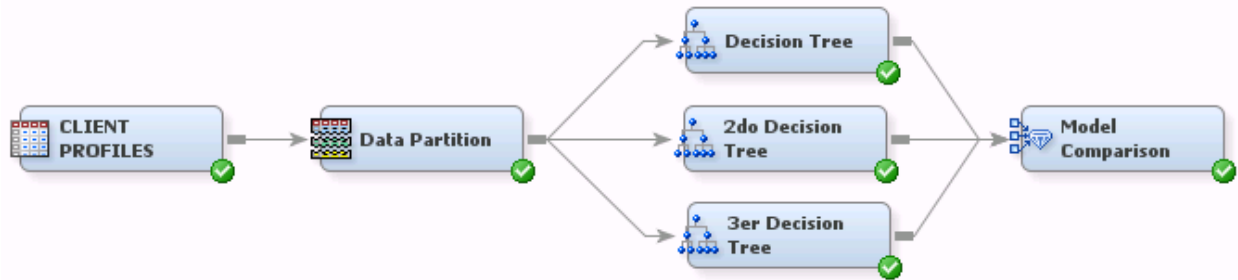 CLIENT
PROFILES
Data Partition
Decision Tree
2do Decision
Tree
3er Decision
Tree
Model
Comparison